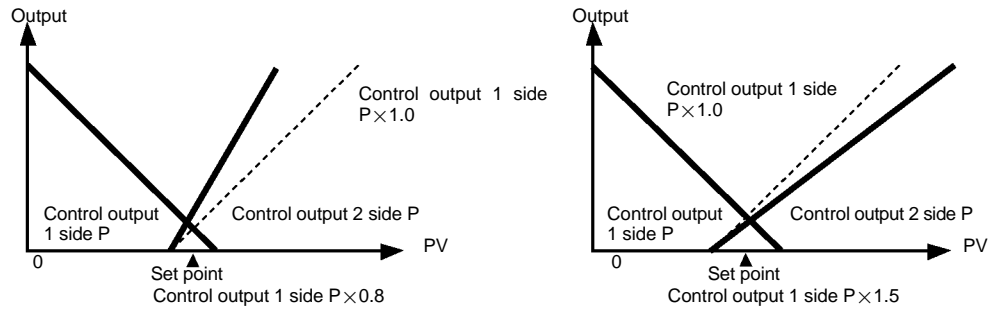 Output
Control output 1 side
P×1.0
Control output
1 side P
Control output 2 side P
PV
0
Set point
Control output 1 side P×0.8
Output
Control output 1 side
P×1.0
Control output
1 side P
Control output 2 side P
PV
0
Set point
Control output 1 side P×1.5